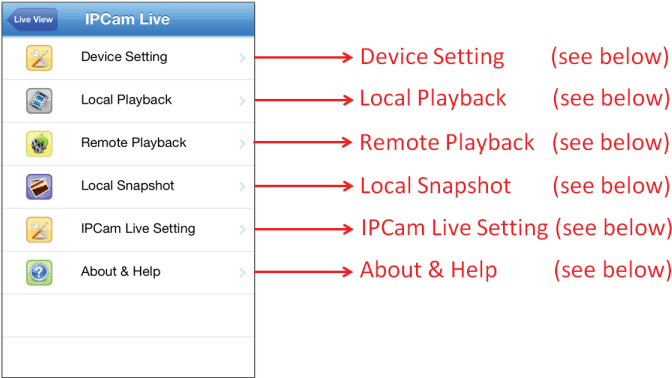 Live View IPCam Live
Device Setting Device Setting (see below)
Local Playback Local Playback (see below)
Remote Playback Remote Playback (see below)
Local Snapshot Local Snapshot (see below)
IPCam Live Setting IPCam Live Setting (see below)
About & Help About & Help (see below)